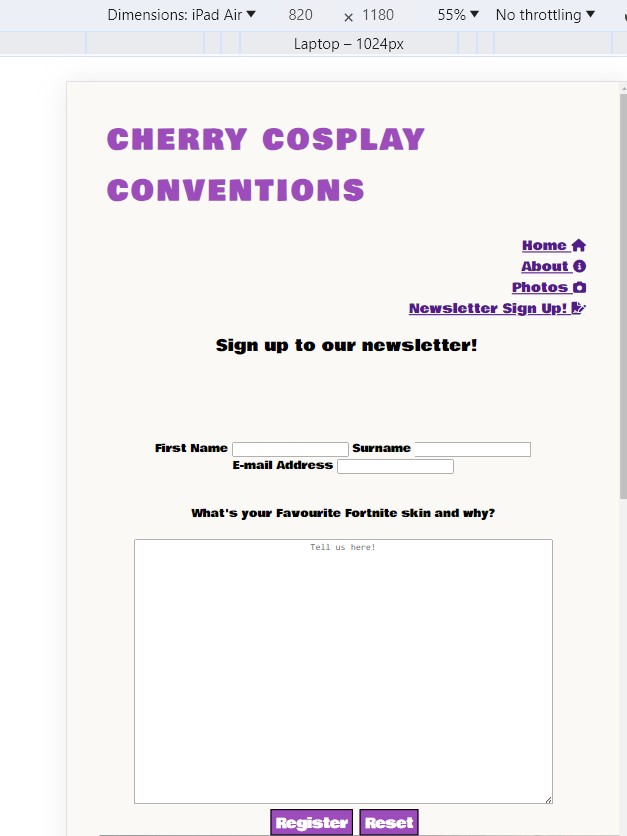 Dimensions: iPad Air 820 × 1180 55% No throttling
Laptop – 1024px
CHERRY COSPLAY
CONVENTIONS
Home
About
Photos
Newsletter Sign Up!
Sign up to our newsletter!
First Name Surname
E-mail Address
What's your Favourite Fortnite skin and why?
Tell us here!
Register Reset